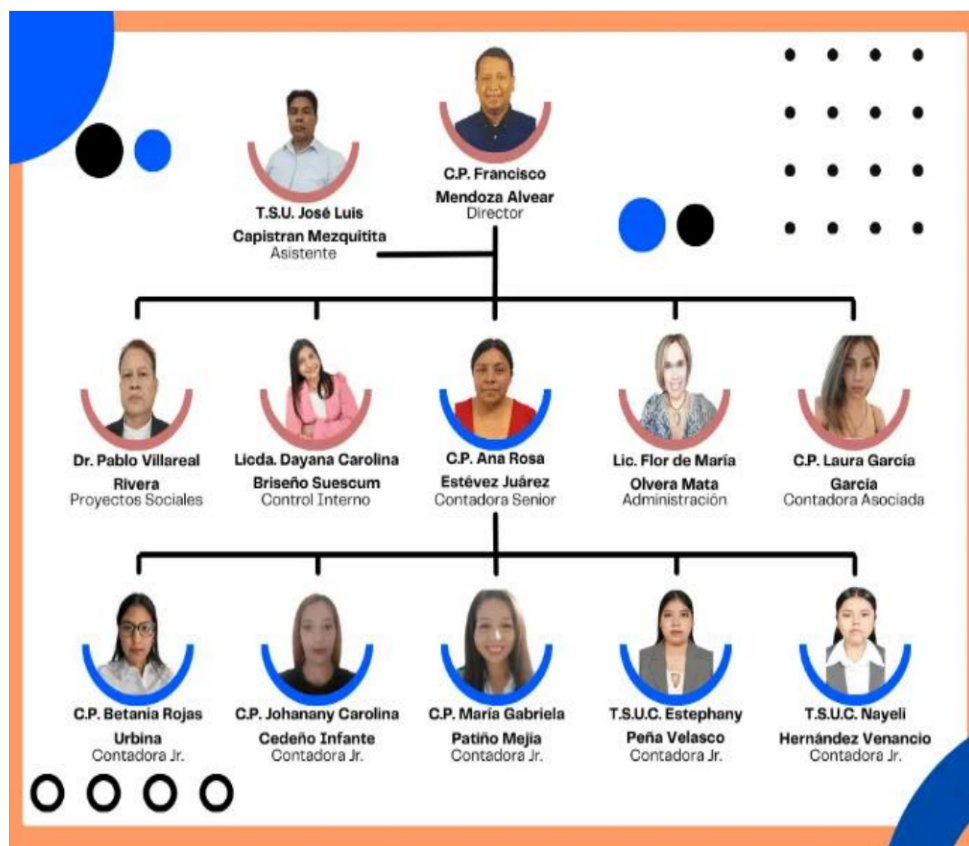 C.P. Francisco
Mendoza Alvear
Director
T.S.U. José Luis
Capistran Mezquitita
Asistente
Dr. Pablo Villareal
Rivera
Proyectos Sociales
Licda. Dayana Carolina
Briseño Suescum
Control Interno
C.P. Ana Rosa
Estévez Juárez
Contadora Senior
Lic. Flor de María
Olvera Mata
Administración
C.P. Laura García
García
Contadora Asociada
C.P. Betania Rojas
Urbina
Contadora Jr.
C.P. Johanany Carolina
Cedeño Infante
Contadora Jr.
C.P. María Gabriela
Patiño Mejía
Contadora Jr.
T.S.U.C. Estephany
Peña Velasco
Contadora Jr.
T.S.U.C. Nayeli
Hernández Venancio
Contadora Jr.